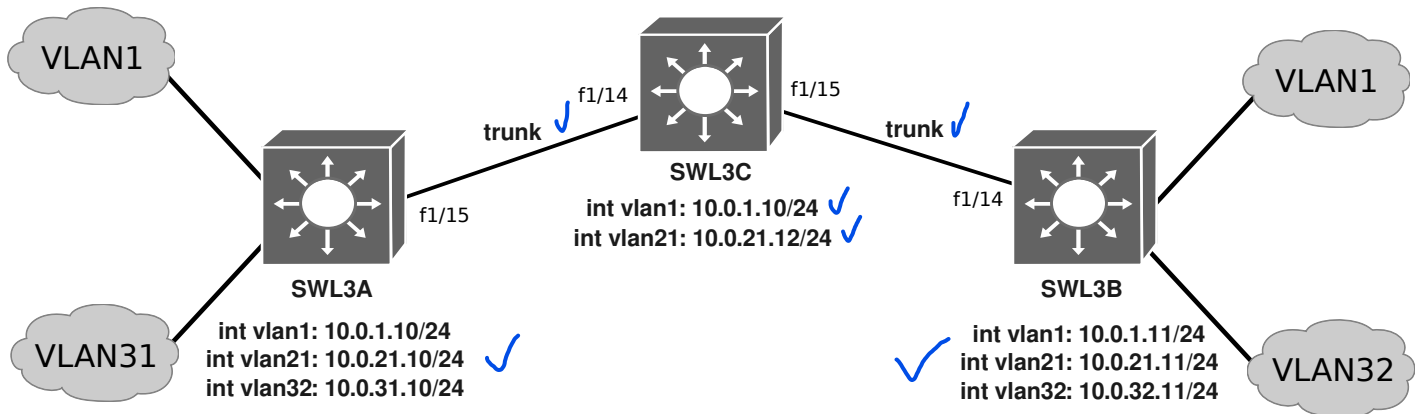 VLAN1
VLAN1
f1/14
f1/15
trunk
trunk
SWL3C
int vlan1: 10.0.1.10/24
int vlan21: 10.0.21.12/24
f1/15
f1/14
SWL3A
SWL3B
int vlan1: 10.0.1.10/24
int vlan21: 10.0.21.10/24
int vlan32: 10.0.31.10/24
int vlan1: 10.0.1.11/24
int vlan21: 10.0.21.11/24
int vlan32: 10.0.32.11/24
VLAN31
VLAN32